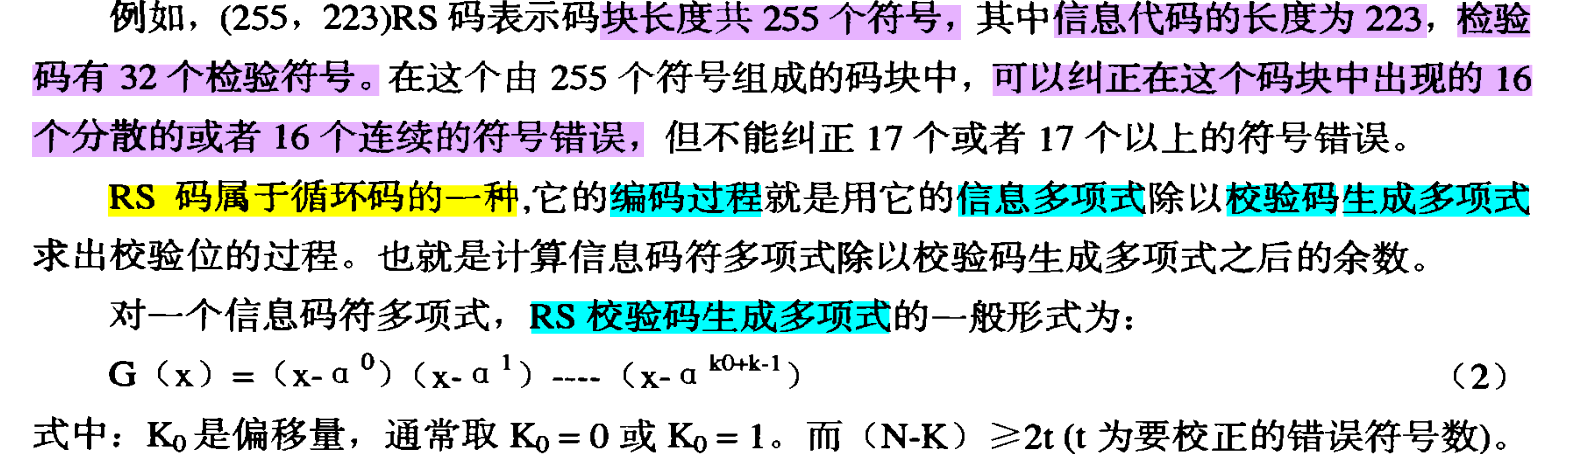 例如，(255，223)RS 码表示码块长度共 255 个符号，其中信息代码的长度为 223，检验
码有 32 个检验符号。在这个由 255 个符号组成的码块中，可以纠正在这个码块中出现的 16
个分散的或者 16 个连续的符号错误，但不能纠正 17 个或者 17 个以上的符号错误。
RS 码属于循环码的一种,它的编码过程就是用它的信息多项式除以校验码生成多项式
求出校验位的过程。也就是计算信息码符多项式除以校验码生成多项式之后的余数。
对一个信息码符多项式，RS 校验码生成多项式的一般形式为：
G（x）=（x-α⁰）（x-α¹）----（x-α^{k0+k-1}） （2）
式中：K₀是偏移量，通常取 K₀ = 0 或 K₀ = 1。而（N-K）≥2t (t 为要校正的错误符号数)。